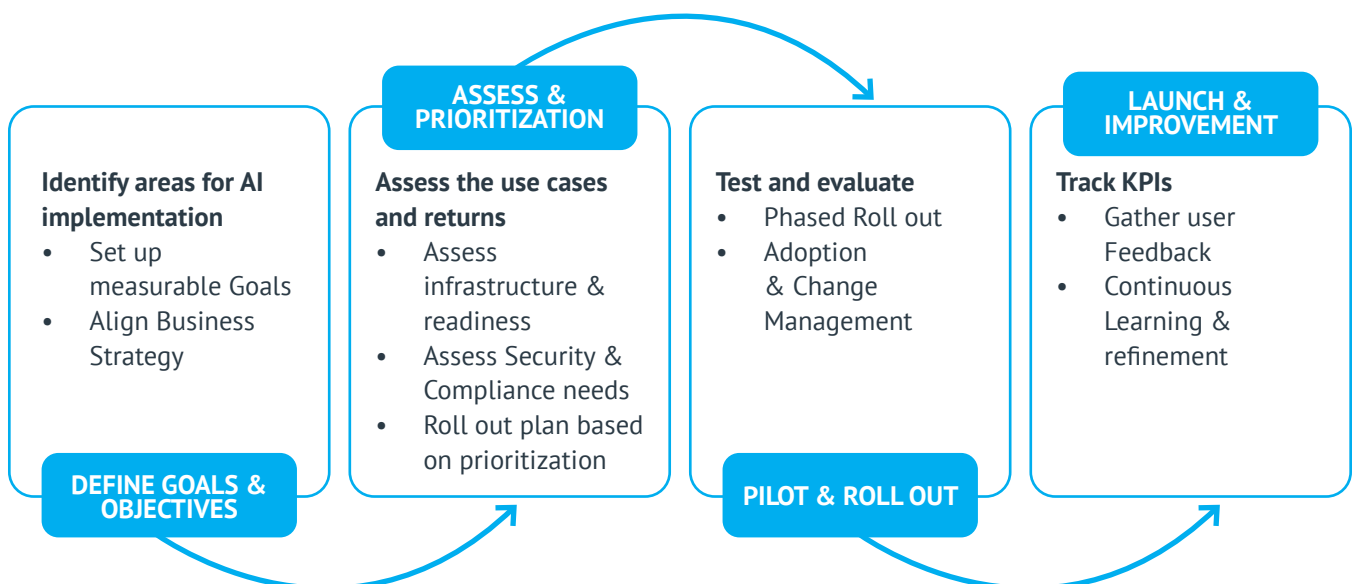 Identify areas for AI
implementation
• Set up
measurable Goals
• Align Business
Strategy
DEFINE GOALS &
OBJECTIVES
ASSESS &
PRIORITIZATION
Assess the use cases
and returns
• Assess
infrastructure &
readiness
• Assess Security &
Compliance needs
• Roll out plan based
on prioritization
Test and evaluate
• Phased Roll out
• Adoption
& Change
Management
PILOT & ROLL OUT
LAUNCH &
IMPROVEMENT
Track KPIs
• Gather user
Feedback
• Continuous
Learning &
refinement